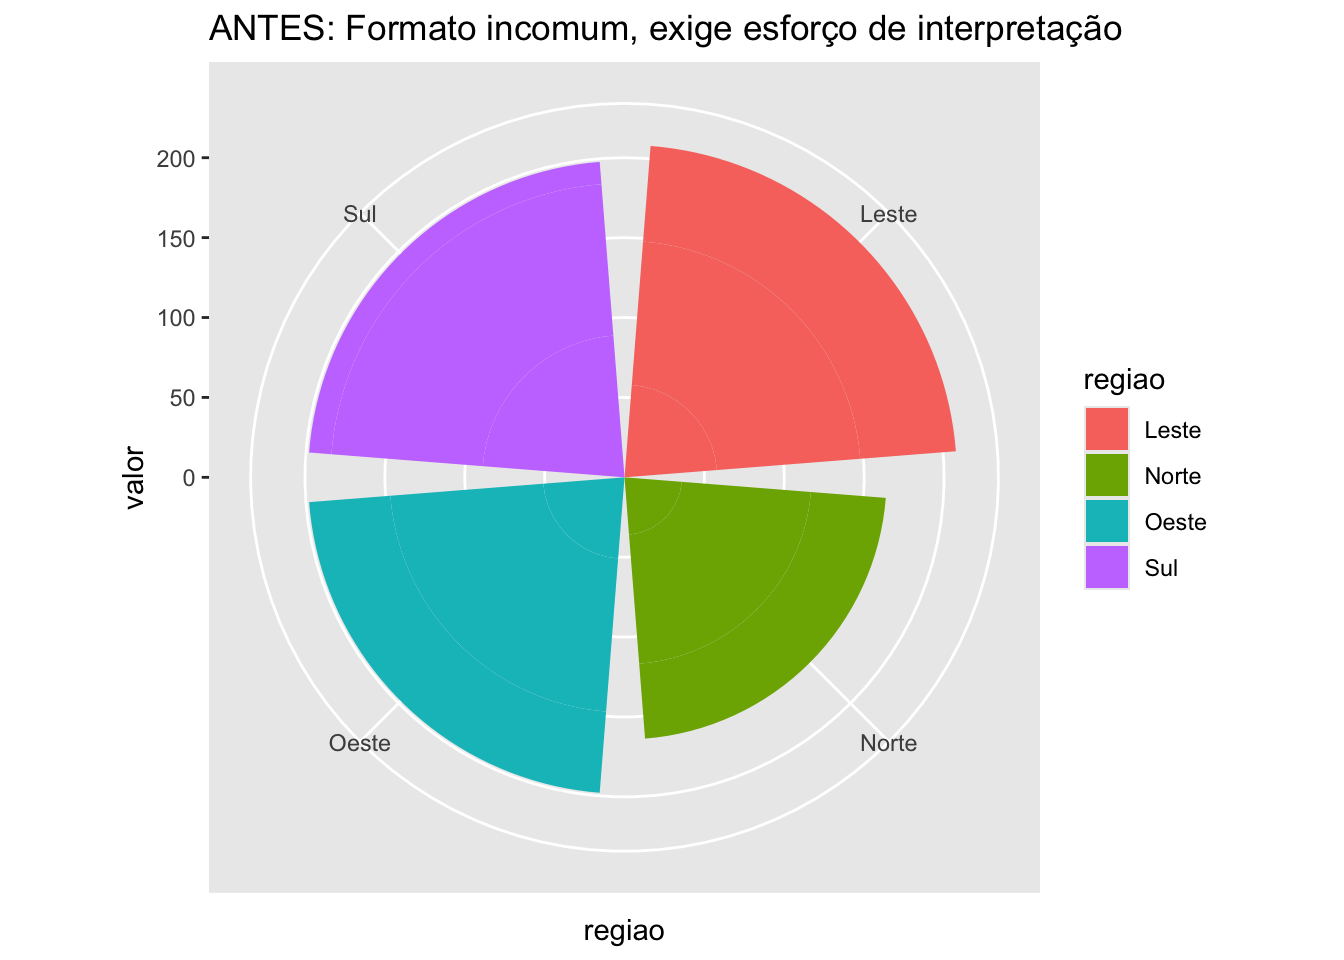 ANTES: Formato incomum, exige esforço de interpretação
200
150
100
50
0
valor
Sul
Leste
Oeste
Norte
regiao
regiao
Leste
Norte
Oeste
Sul